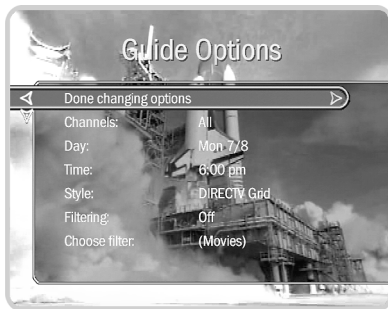 Guide Options
Done changing options
Channels: All
Day: Mon 7/8
Time: 6:00 pm
Style: DIRECTV Grid
Filtering: Off
Choose filter: (Movies)